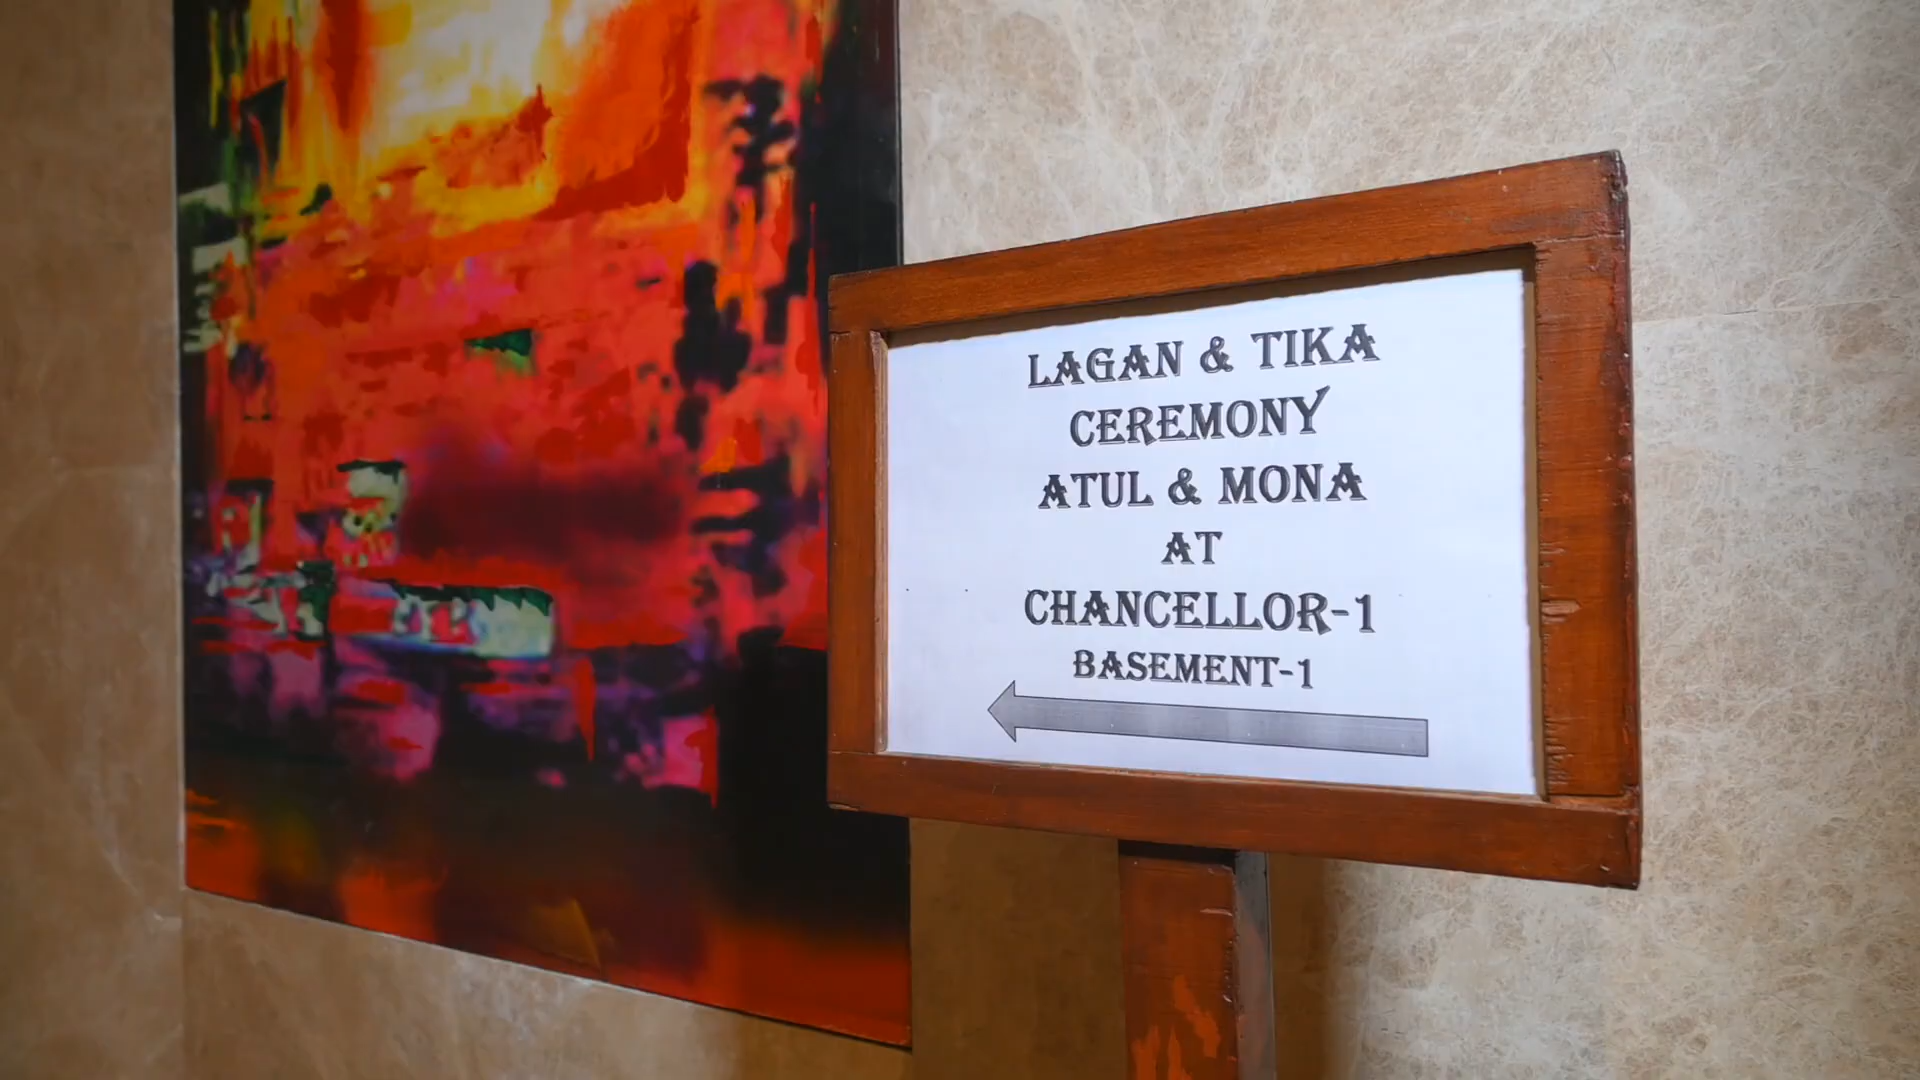 LAGAN & TIKA
CEREMONY
ATUL & MONA
AT
CHANCELLOR-1
BASEMENT-1